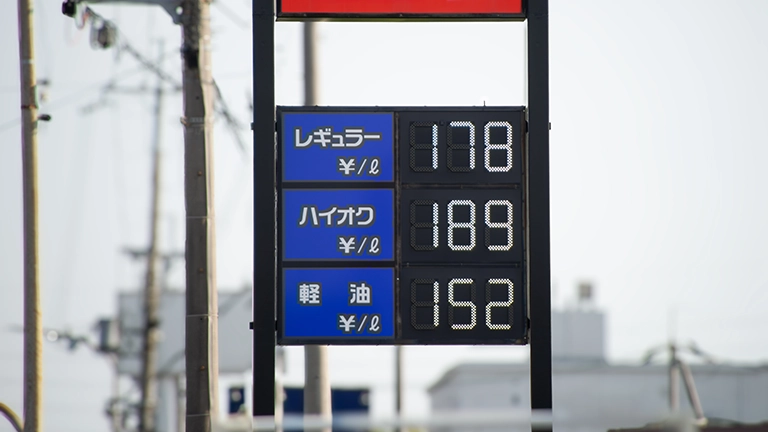 レギュラー ¥/ℓ 178
ハイオク ¥/ℓ 189
軽油 ¥/ℓ 152